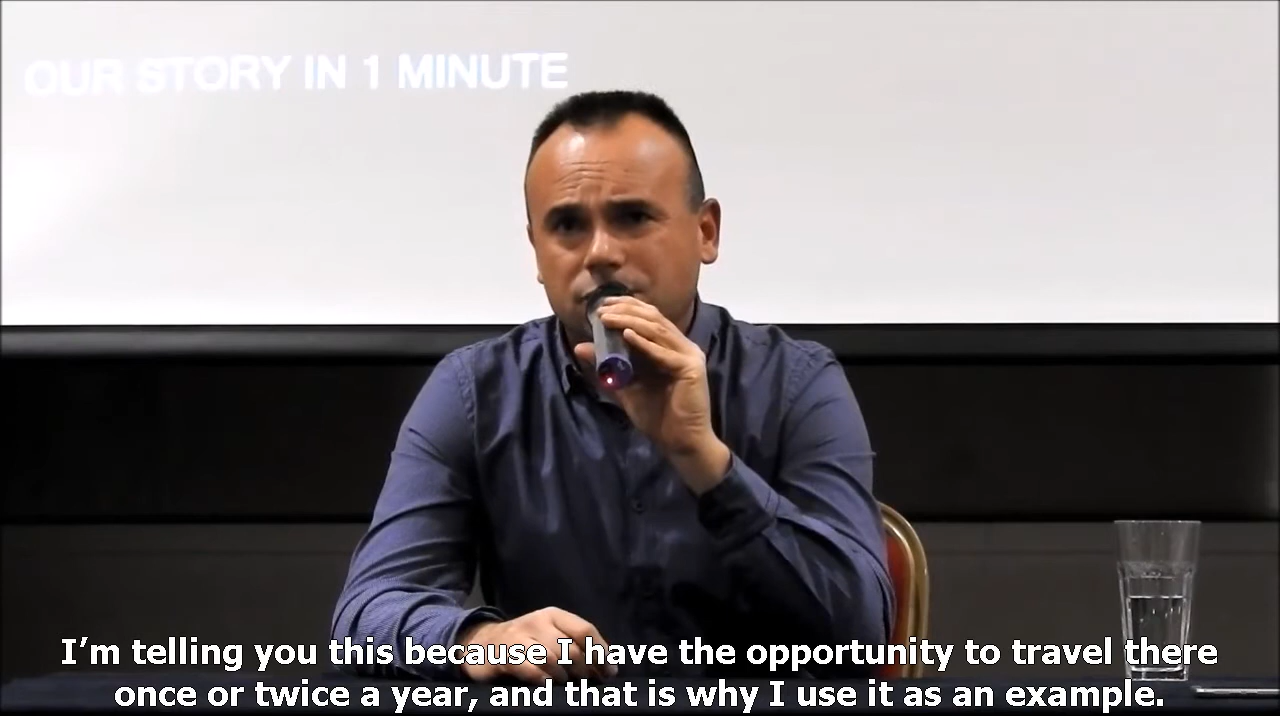 OUR STORY IN 1 MINUTE
I’m telling you this because I have the opportunity to travel there
once or twice a year, and that is why I use it as an example.